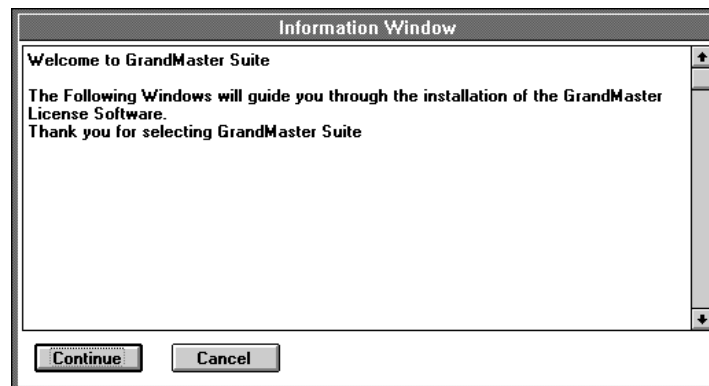 Information Window
Welcome to GrandMaster Suite
The Following Windows will guide you through the installation of the GrandMaster
License Software.
Thank you for selecting GrandMaster Suite
Continue
Cancel